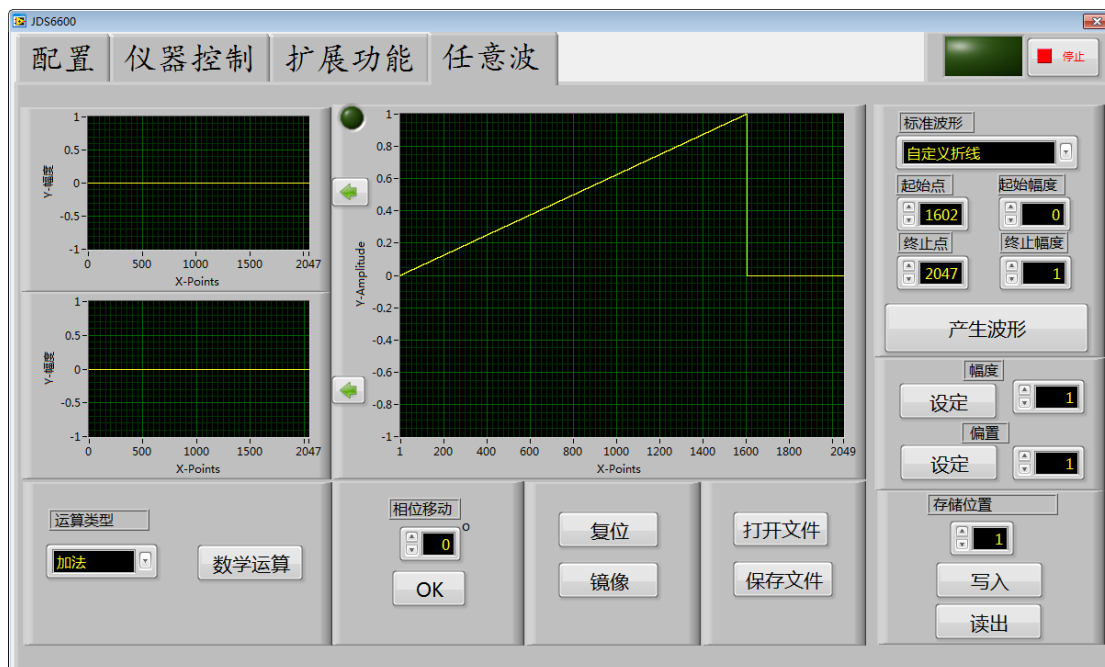 JDS6600
配置 仪器控制 扩展功能 任意波
停止
1
0.5
0
-0.5
-1
Y-幅度
0 500 1000 1500 2047
X-Points
1
0.5
0
-0.5
-1
Y-幅度
0 500 1000 1500 2047
X-Points
1
0.8
0.6
0.4
0.2
0
-0.2
-0.4
-0.6
-0.8
-1
Y-Amplitude
1 200 400 600 800 1000 1200 1400 1600 1800 2049
X-Points
标准波形
自定义折线
起始点 起始幅度
1602 0
终止点 终止幅度
2047 1
产生波形
幅度
设定 1
偏置
设定 1
运算类型
加法
数学运算
相位移动
0 o
OK
复位
镜像
打开文件
保存文件
存储位置
1
写入
读出